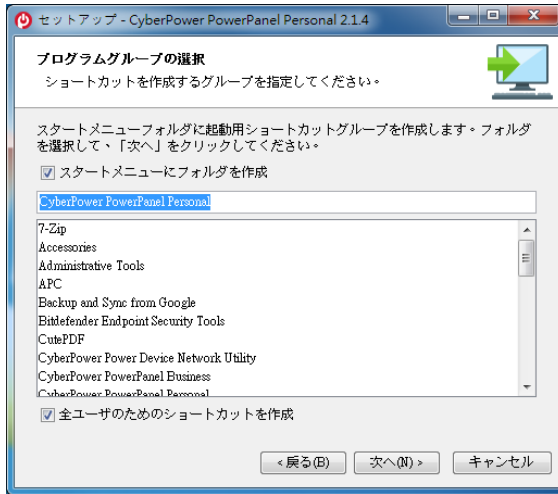 セットアップ - CyberPower PowerPanel Personal 2.1.4
プログラムグループの選択
ショートカットを作成するグループを指定してください。
スタートメニューフォルダに起動用ショートカットグループを作成します。フォルダ
を選択して、「次へ」をクリックしてください。
スタートメニューにフォルダを作成
CyberPower PowerPanel Personal
7-Zip
Accessories
Administrative Tools
APC
Backup and Sync from Google
Bitdefender Endpoint Security Tools
CutePDF
CyberPower Power Device Network Utility
CyberPower PowerPanel Business
CyberPower PowerPanel Personal
全ユーザのためのショートカットを作成
<戻る(B) 次へ(N)> キャンセル